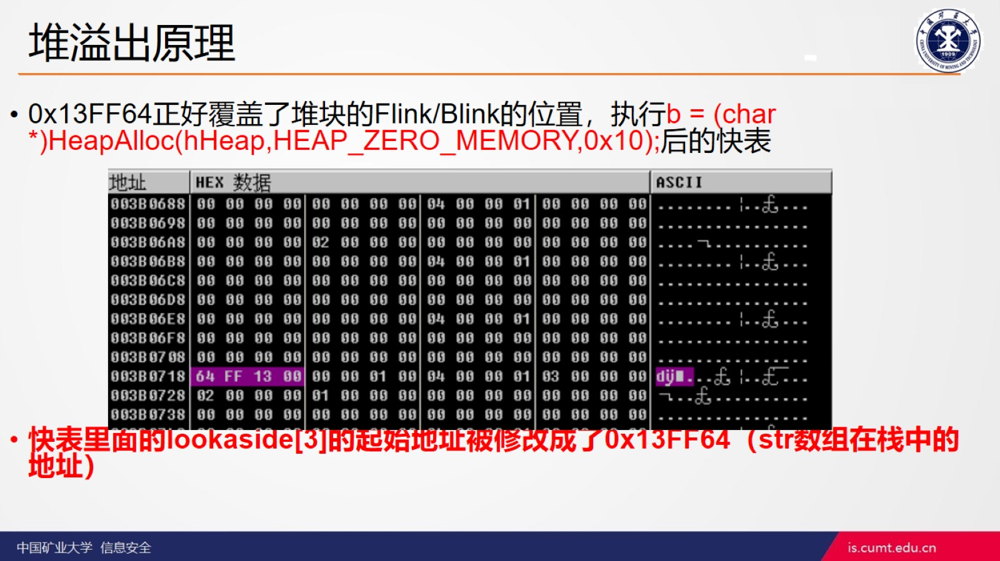 堆溢出原理
中国矿业大学
CHINA UNIVERSITY OF MINING AND TECHNOLOGY
1909
• 0x13FF64正好覆盖了堆块的Flink/Blink的位置，执行b = (char
*)HeapAlloc(hHeap,HEAP_ZERO_MEMORY,0x10);后的快表
地址 HEX 数据 ASCII
003B0688 00 00 00 00 00 00 00 00 04 00 00 01 00 00 00 00 ........¦..£...
003B0698 00 00 00 00 00 00 00 00 00 00 00 00 00 00 00 00 ................
003B06A8 00 00 00 00 02 00 00 00 00 00 00 00 00 00 00 00 ....¬..........
003B06B8 00 00 00 00 00 00 00 00 04 00 00 01 00 00 00 00 ........¦..£...
003B06C8 00 00 00 00 00 00 00 00 00 00 00 00 00 00 00 00 ................
003B06D8 00 00 00 00 00 00 00 00 00 00 00 00 00 00 00 00 ................
003B06E8 00 00 00 00 00 00 00 00 04 00 00 01 00 00 00 00 ........¦..£...
003B06F8 00 00 00 00 00 00 00 00 00 00 00 00 00 00 00 00 ................
003B0708 00 00 00 00 00 00 00 00 00 00 00 00 00 00 00 00 ................
003B0718 64 FF 13 00 00 00 01 00 04 00 00 01 03 00 00 00 dÿ■...£¦..£...
003B0728 02 00 00 00 01 00 00 00 00 00 00 00 00 00 00 00 ¬...£...........
003B0738 00 00 00 00 00 00 00 00 00 00 00 00 00 00 00 00 ................
• 快表里面的lookaside[3]的起始地址被修改成了0x13FF64（str数组在栈中的
地址）
中国矿业大学 信息安全
is.cumt.edu.cn